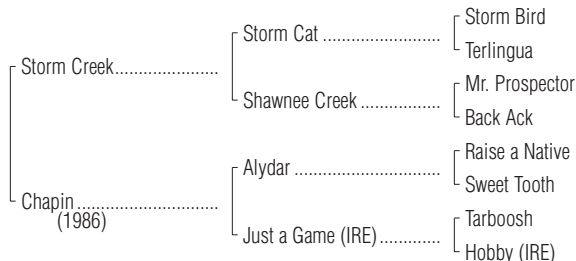 Storm Bird
Storm Cat ........................
Terlingua
Storm Creek.....................
Mr. Prospector
Shawnee Creek ................
Back Ack
Raise a Native
Alydar .............................
Sweet Tooth
Chapin ............................
(1986)
Tarboosh
Just a Game (IRE)............
Hobby (IRE)